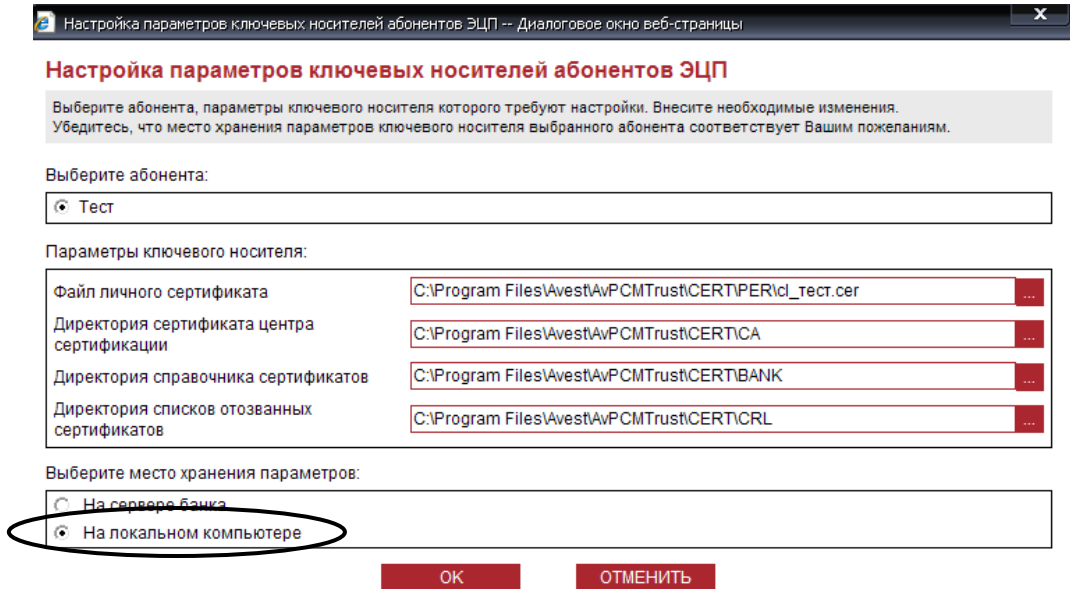 Настройка параметров ключевых носителей абонентов ЭЦП -- Диалоговое окно веб-страницы
x
Настройка параметров ключевых носителей абонентов ЭЦП
Выберите абонента, параметры ключевого носителя которого требуют настройки. Внесите необходимые изменения.
Убедитесь, что место хранения параметров ключевого носителя выбранного абонента соответствует Вашим пожеланиям.
Выберите абонента:
Тест
Параметры ключевого носителя:
Файл личного сертификата
C:\Program Files\Avest\AvPCMTrust\CERT\PER\cl_тест.cer
...
Директория сертификата центра
сертификации
C:\Program Files\Avest\AvPCMTrust\CERT\CA
...
Директория справочника сертификатов
C:\Program Files\Avest\AvPCMTrust\CERT\BANK
...
Директория списков отозванных
сертификатов
C:\Program Files\Avest\AvPCMTrust\CERT\CRL
...
Выберите место хранения параметров:
На сервере банка
На локальном компьютере
OK
ОТМЕНИТЬ